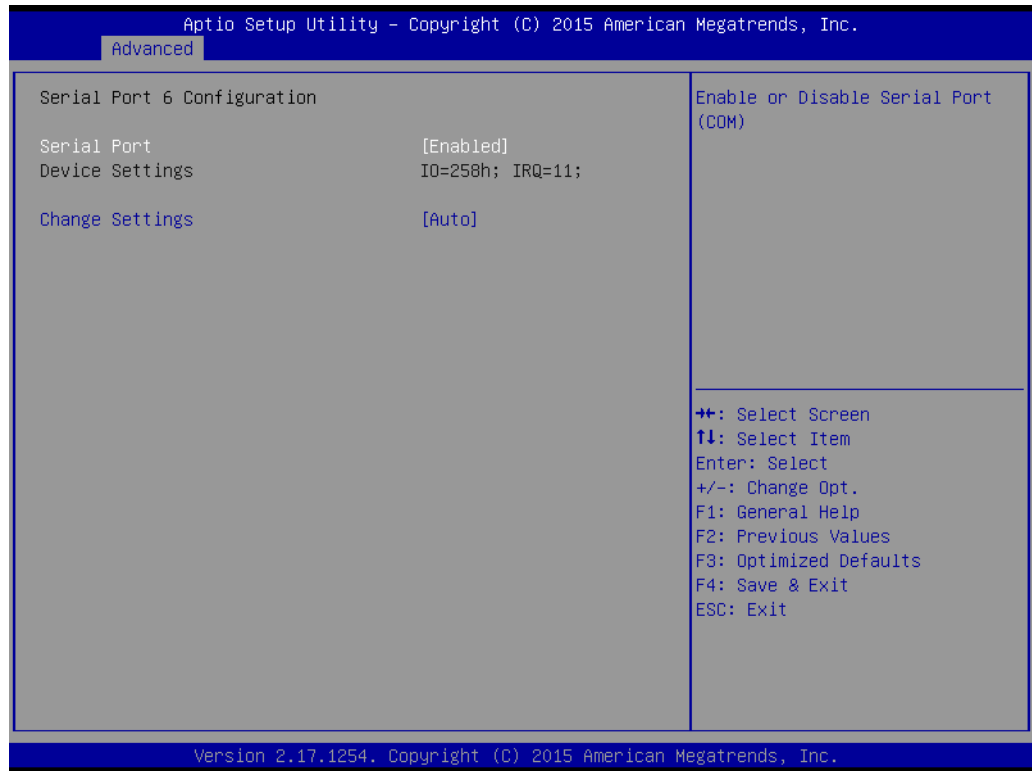 Aptio Setup Utility – Copyright (C) 2015 American Megatrends, Inc.
Advanced
Serial Port 6 Configuration
Serial Port [Enabled]
Device Settings IO=258h; IRQ=11;
Change Settings [Auto]
Enable or Disable Serial Port
(COM)
→←: Select Screen
↑↓: Select Item
Enter: Select
+/-: Change Opt.
F1: General Help
F2: Previous Values
F3: Optimized Defaults
F4: Save & Exit
ESC: Exit
Version 2.17.1254. Copyright (C) 2015 American Megatrends, Inc.